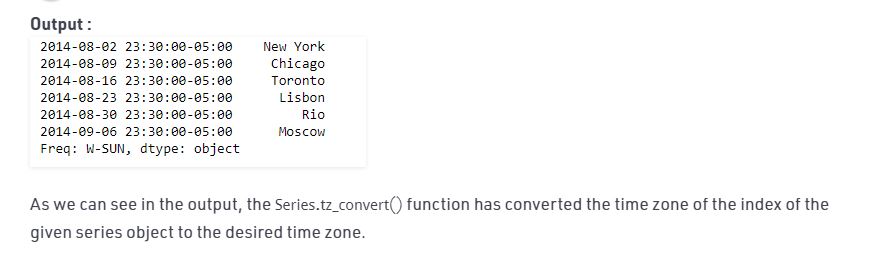 Output :
2014-08-02 23:30:00-05:00 New York
2014-08-09 23:30:00-05:00 Chicago
2014-08-16 23:30:00-05:00 Toronto
2014-08-23 23:30:00-05:00 Lisbon
2014-08-30 23:30:00-05:00 Rio
2014-09-06 23:30:00-05:00 Moscow
Freq: W-SUN, dtype: object
As we can see in the output, the Series.tz_convert() function has converted the time zone of the index of the
given series object to the desired time zone.